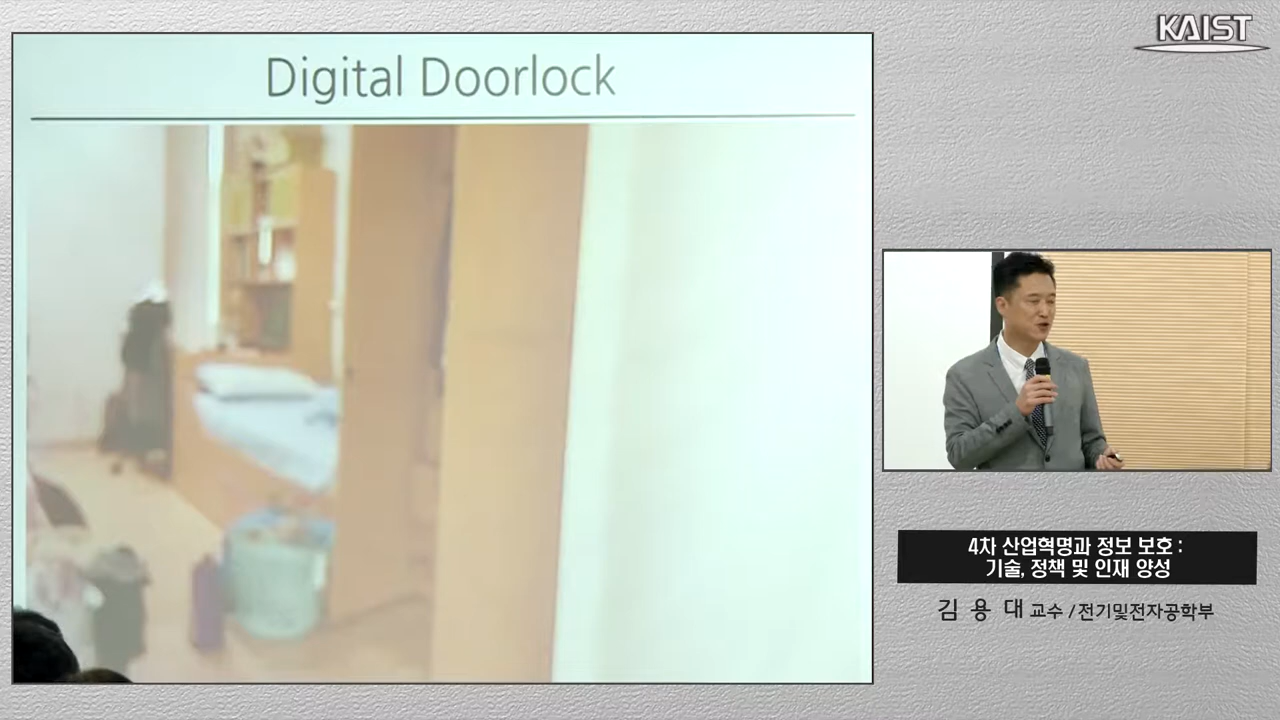 KAIST
Digital Doorlock
4차 산업혁명과 정보 보호 :
기술, 정책 및 인재 양성
김 용 대 교수 / 전기및전자공학부